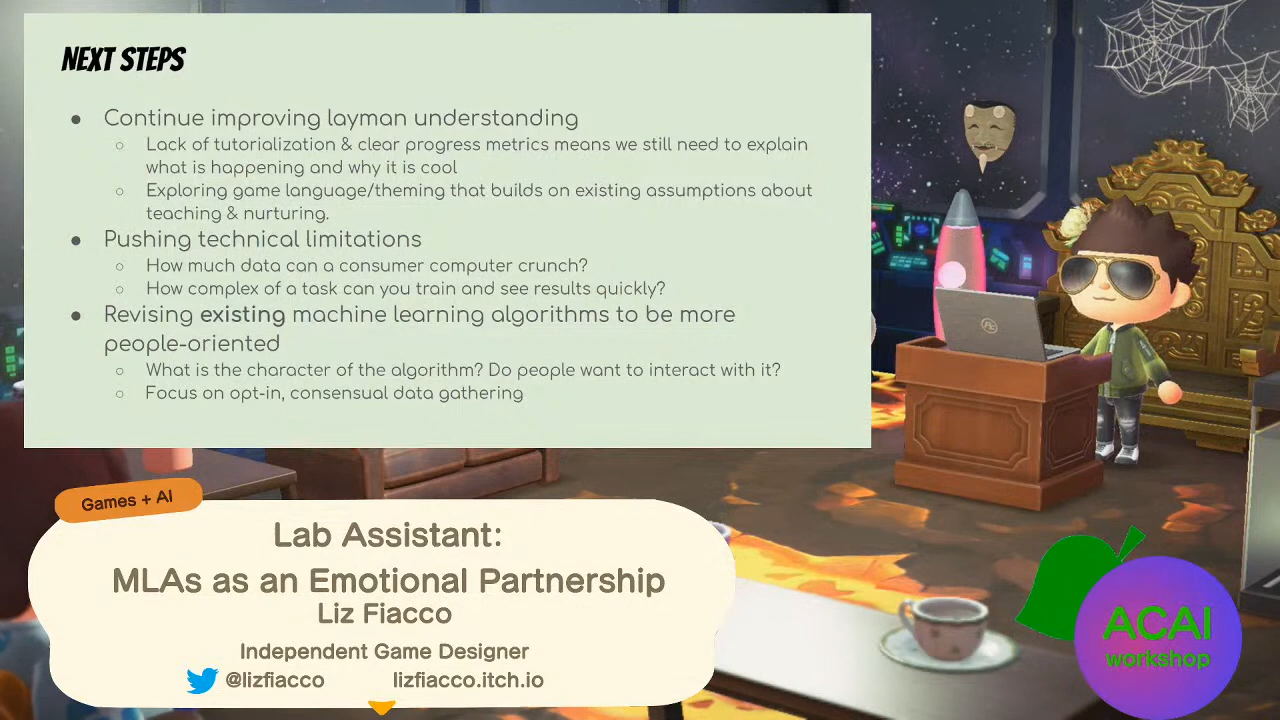 NEXT STEPS
● Continue improving layman understanding
○ Lack of tutorialization & clear progress metrics means we still need to explain
what is happening and why it is cool
○ Exploring game language/theming that builds on existing assumptions about
teaching & nurturing.
● Pushing technical limitations
○ How much data can a consumer computer crunch?
○ How complex of a task can you train and see results quickly?
● Revising existing machine learning algorithms to be more
people-oriented
○ What is the character of the algorithm? Do people want to interact with it?
○ Focus on opt-in, consensual data gathering
Games + AI
Lab Assistant:
MLAs as an Emotional Partnership
Liz Fiacco
Independent Game Designer
@lizfiacco lizfiacco.itch.io
ACAI
workshop